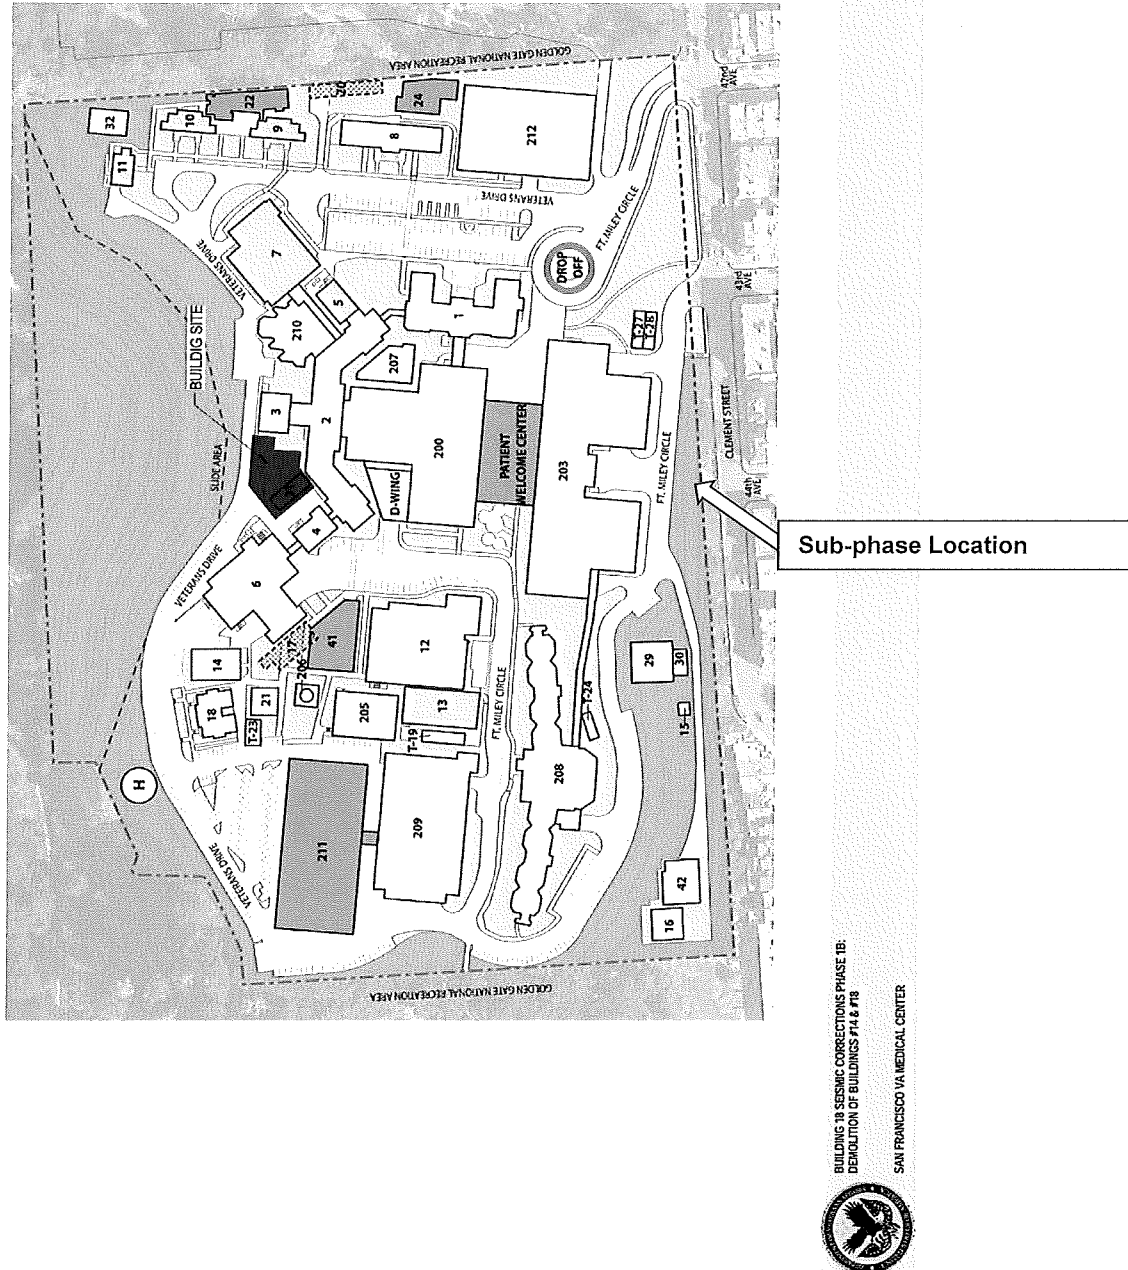 GOLDEN GATE NATIONAL RECREATION AREA
42nd
AVE
32
10
22
20
24
9
8
11
212
VETERANS DRIVE
FT. MILEY CIRCLE
7
VETERANS DRIVE
DROP
OFF
43rd
AVE
5
1
BUILDIG SITE
210
T-27
T-28
207
3
2
SLIDE AREA
200
PATIENT
WELCOME CENTER
203
CLEMENT STREET
FT. MILEY CIRCLE
D-WING
44th
AVE
4
Sub-phase Location
VETERANS DRIVE
6
17
41
12
14
206
29
30
18
21
205
13
T-24
T-23
T-19
FT. MILEY CIRCLE
15
H
208
209
211
VETERANS DRIVE
42
16
GOLDEN GATE NATIONAL RECREATION AREA
BUILDING 18 SEISMIC CORRECTIONS PHASE 1B:
DEMOLITION OF BUILDINGS #14 & #18
SAN FRANCISCO VA MEDICAL CENTER